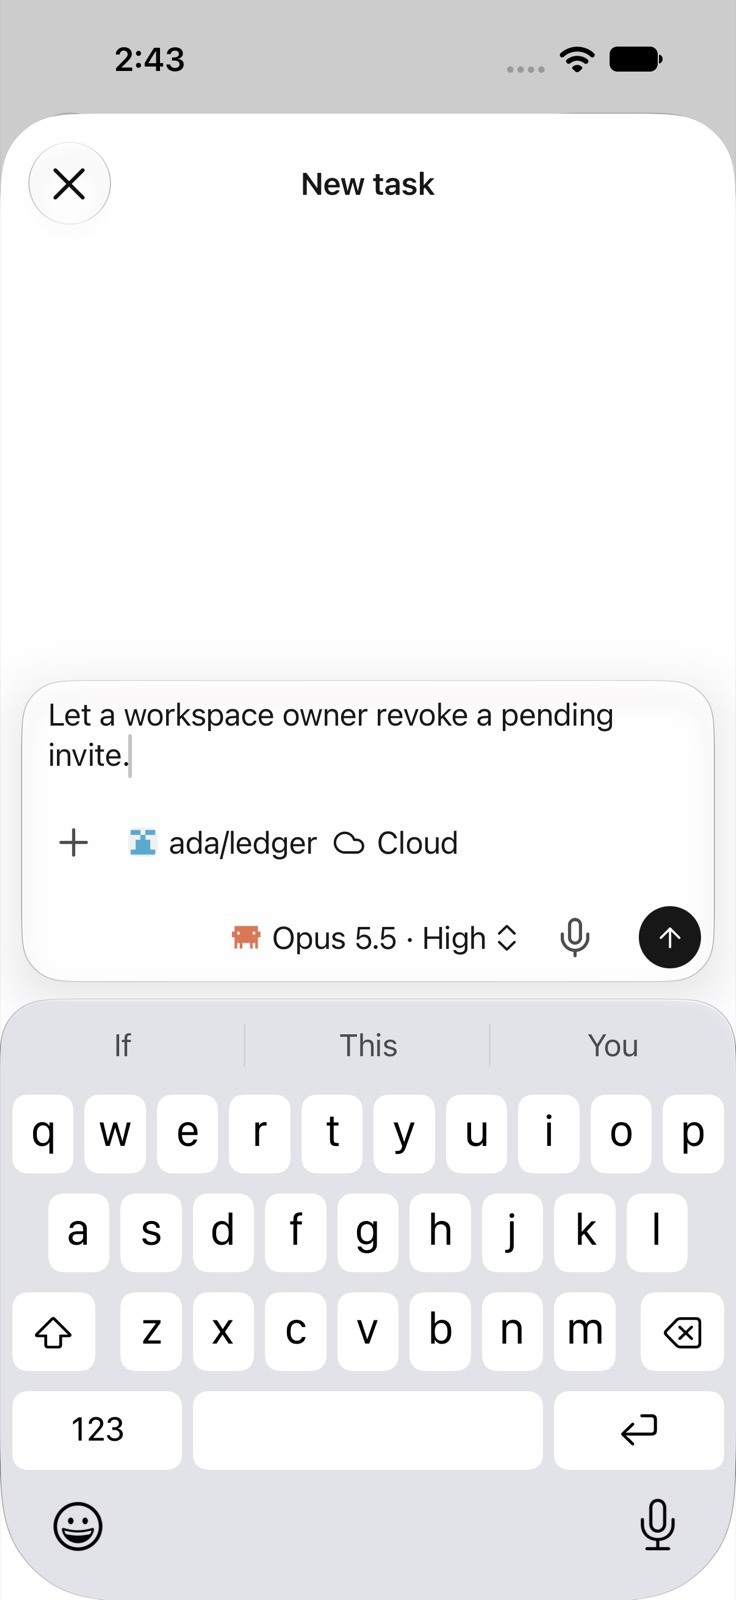 2:43
New task
Let a workspace owner revoke a pending
invite.
ada/ledger Cloud
Opus 5.5 · High
If This You
q w e r t y u i o p
a s d f g h j k l
z x c v b n m
123